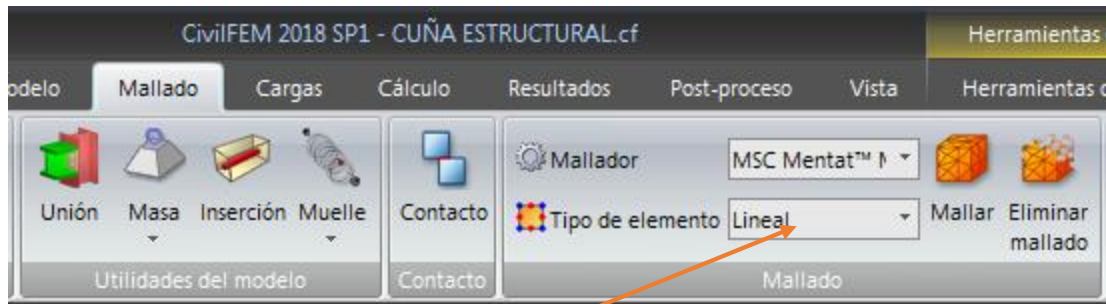 CivilFEM 2018 SP1 - CUÑA ESTRUCTURAL.cf
Herramientas
odelo Mallado Cargas Cálculo Resultados Post-proceso Vista Herramientas
Mallador MSC Mentat™
Unión Masa Inserción Muelle Contacto Tipo de elemento Lineal Mallar Eliminar mallado
Utilidades del modelo Contacto Mallado